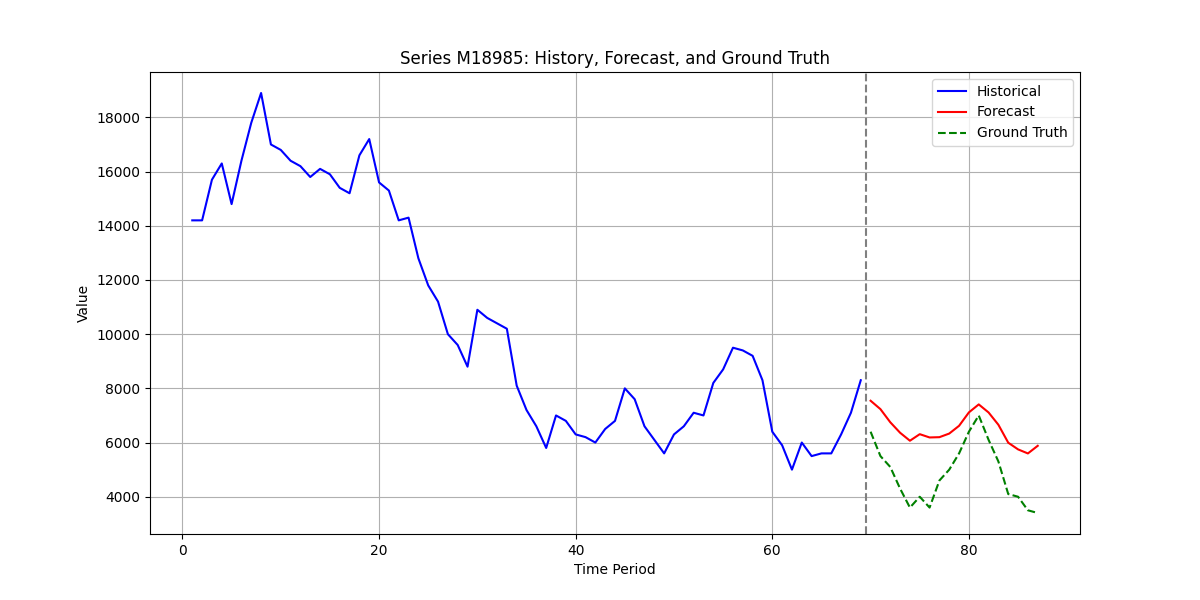 Series M18985: History, Forecast, and Ground Truth
Historical
Forecast
Ground Truth
18000
16000
14000
12000
10000
8000
6000
4000
Value
0 20 40 60 80
Time Period